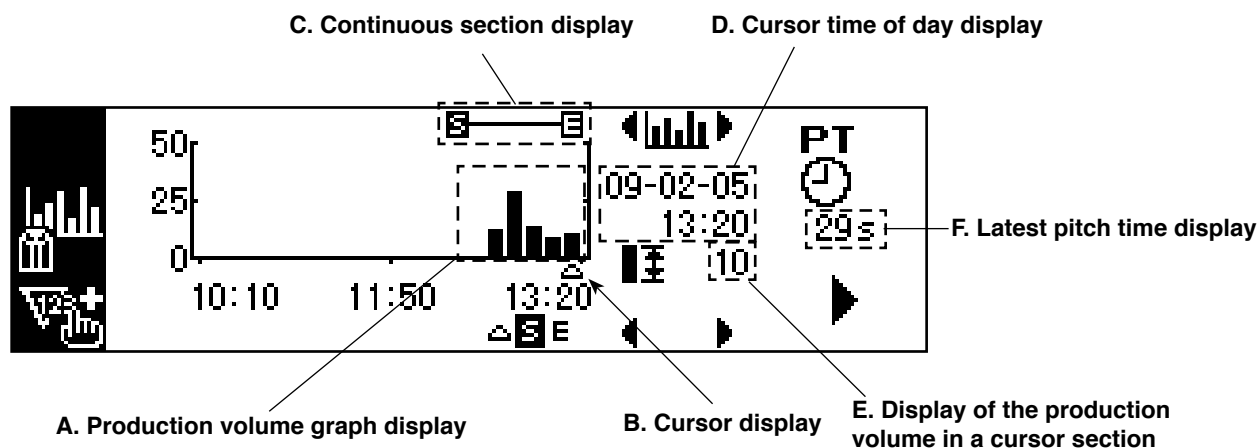 C. Continuous section display
D. Cursor time of day display
S E
50
25
0
PT
09-02-05
13:20
29s
F. Latest pitch time display
10
10:10 11:50 13:20
123
S E
A. Production volume graph display
B. Cursor display
E. Display of the production
volume in a cursor section